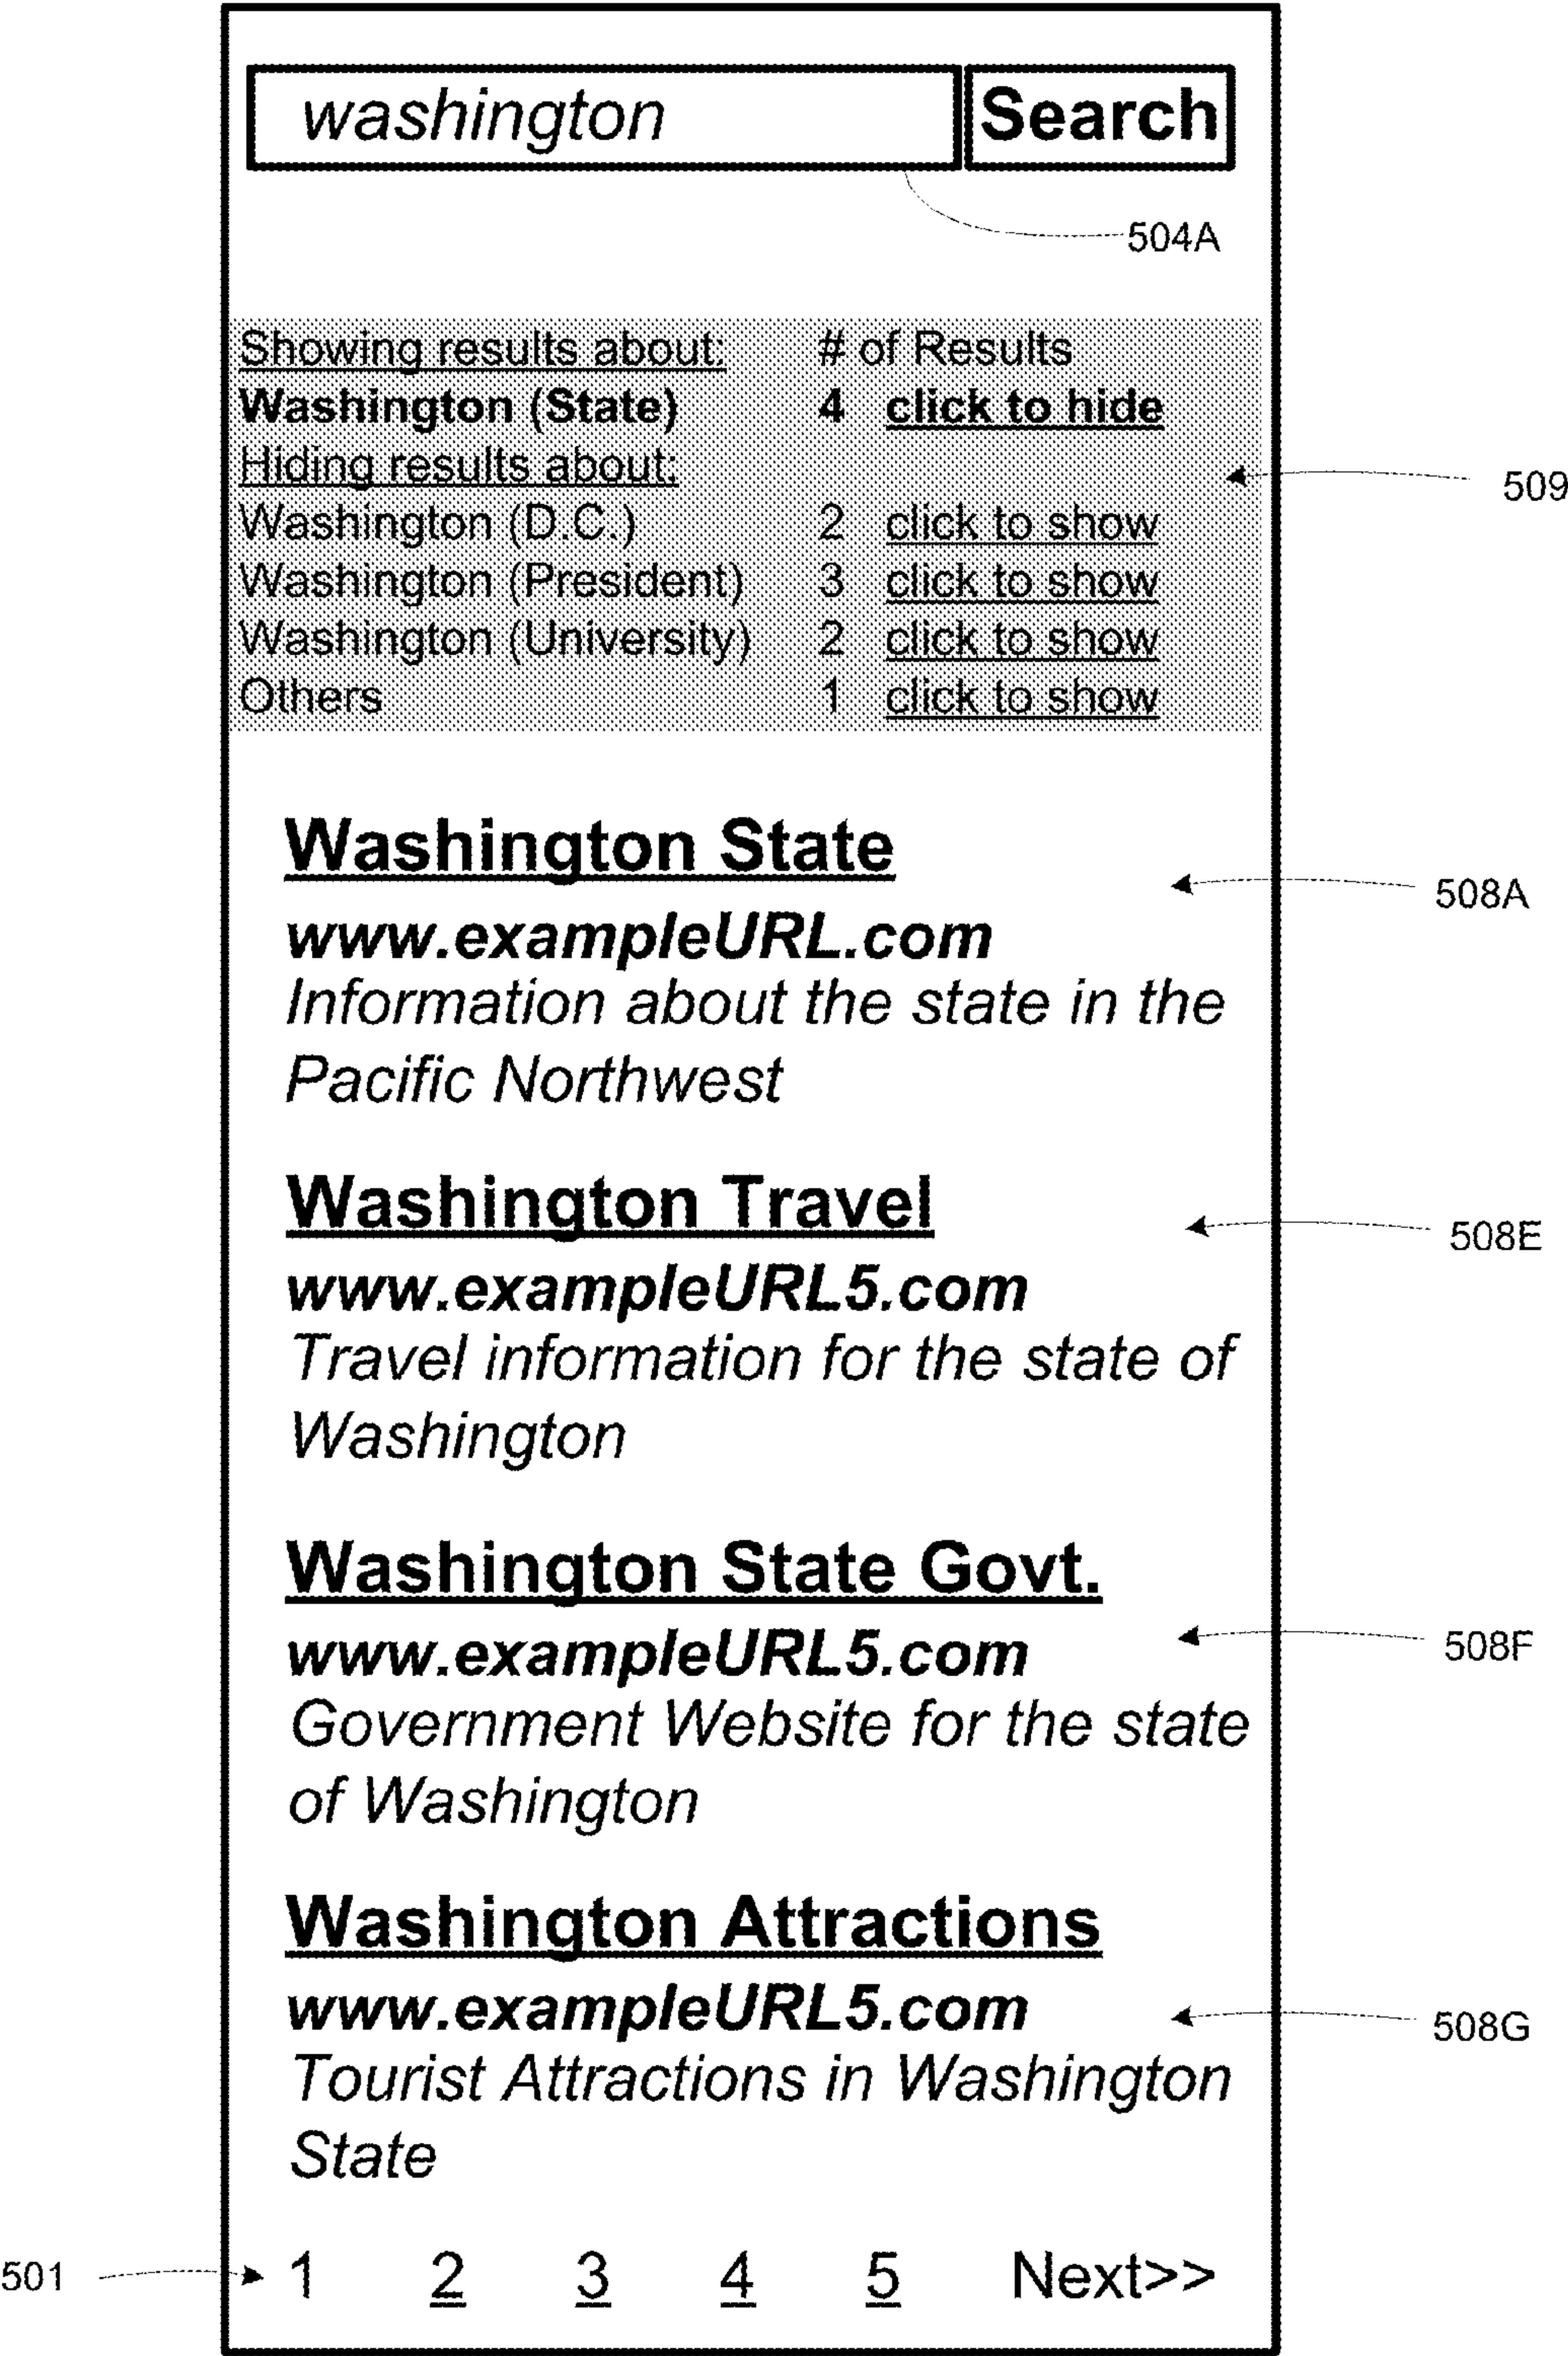 washington Search
504A
Showing results about: # of Results
Washington (State) 4 click to hide
Hiding results about:
509
Washington (D.C.) 2 click to show
Washington (President) 3 click to show
Washington (University) 2 click to show
Others 1 click to show
Washington State
508A
www.exampleURL.com
Information about the state in the
Pacific Northwest
Washington Travel
508E
www.exampleURL5.com
Travel information for the state of
Washington
Washington State Govt.
www.exampleURL5.com
508F
Government Website for the state
of Washington
Washington Attractions
www.exampleURL5.com
508G
Tourist Attractions in Washington
State
501 1 2 3 4 5 Next>>